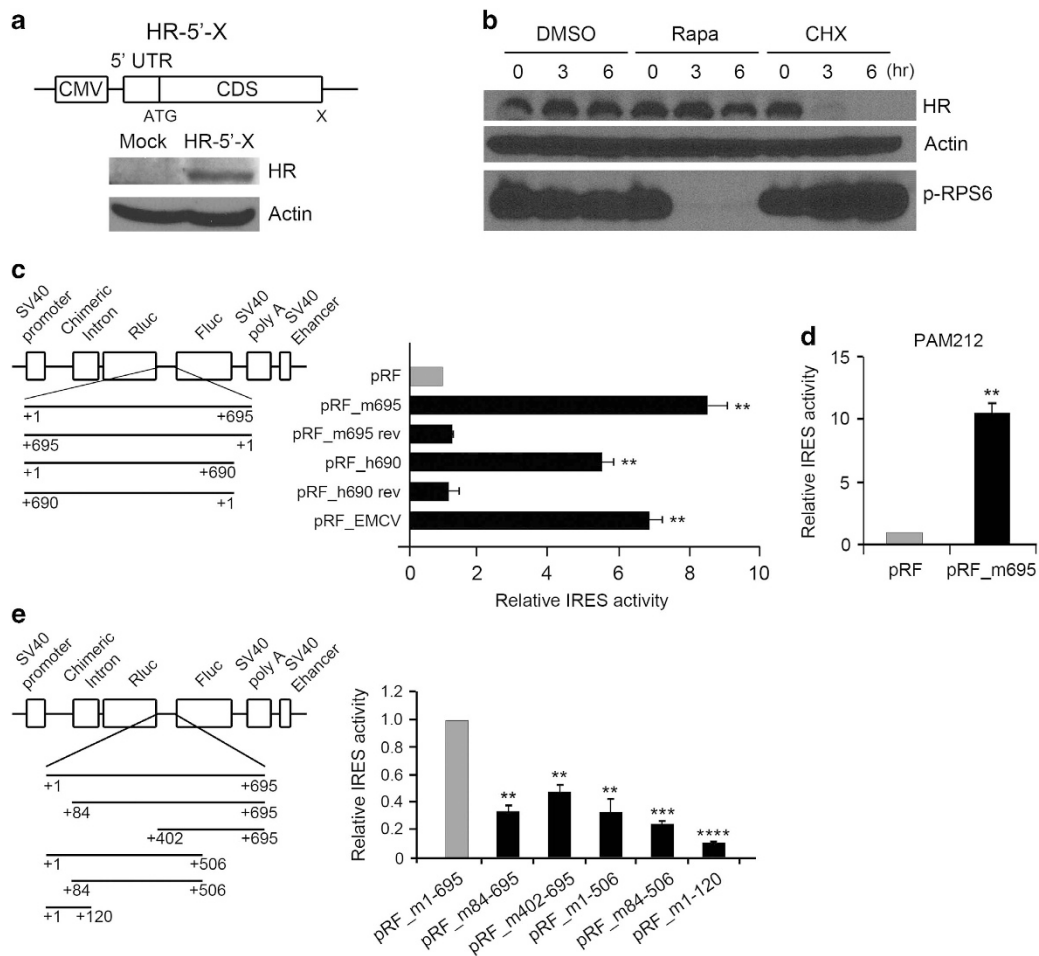 a
HR-5'-X
5' UTR
CMV
CDS
ATG
X
Mock HR-5'-X
HR
Actin
b
DMSO Rapa CHX
0 3 6 0 3 6 0 3 6 (hr)
HR
Actin
p-RPS6
c
SV40 promoter
Chimeric Intron
Rluc
Fluc
SV40 poly A
SV40 Ehancer
+1 +695
+695 +1
+1 +690
+690 +1
pRF
pRF_m695
**
pRF_m695 rev
pRF_h690
**
pRF_h690 rev
pRF_EMCV
**
0 2 4 6 8 10
Relative IRES activity
d
PAM212
Relative IRES activity
15
10
5
0
**
pRF pRF_m695
e
SV40 promoter
Chimeric Intron
Rluc
Fluc
SV40 poly A
SV40 Ehancer
+1 +695
+84 +695
+402 +695
+1 +506
+84 +506
+1 +120
Relative IRES activity
1.2
1.0
0.8
0.6
0.4
0.2
0
** ** ** *** ****
pRF_m1-695
pRF_m84-695
pRF_m402-695
pRF_m1-506
pRF_m84-506
pRF_m1-120